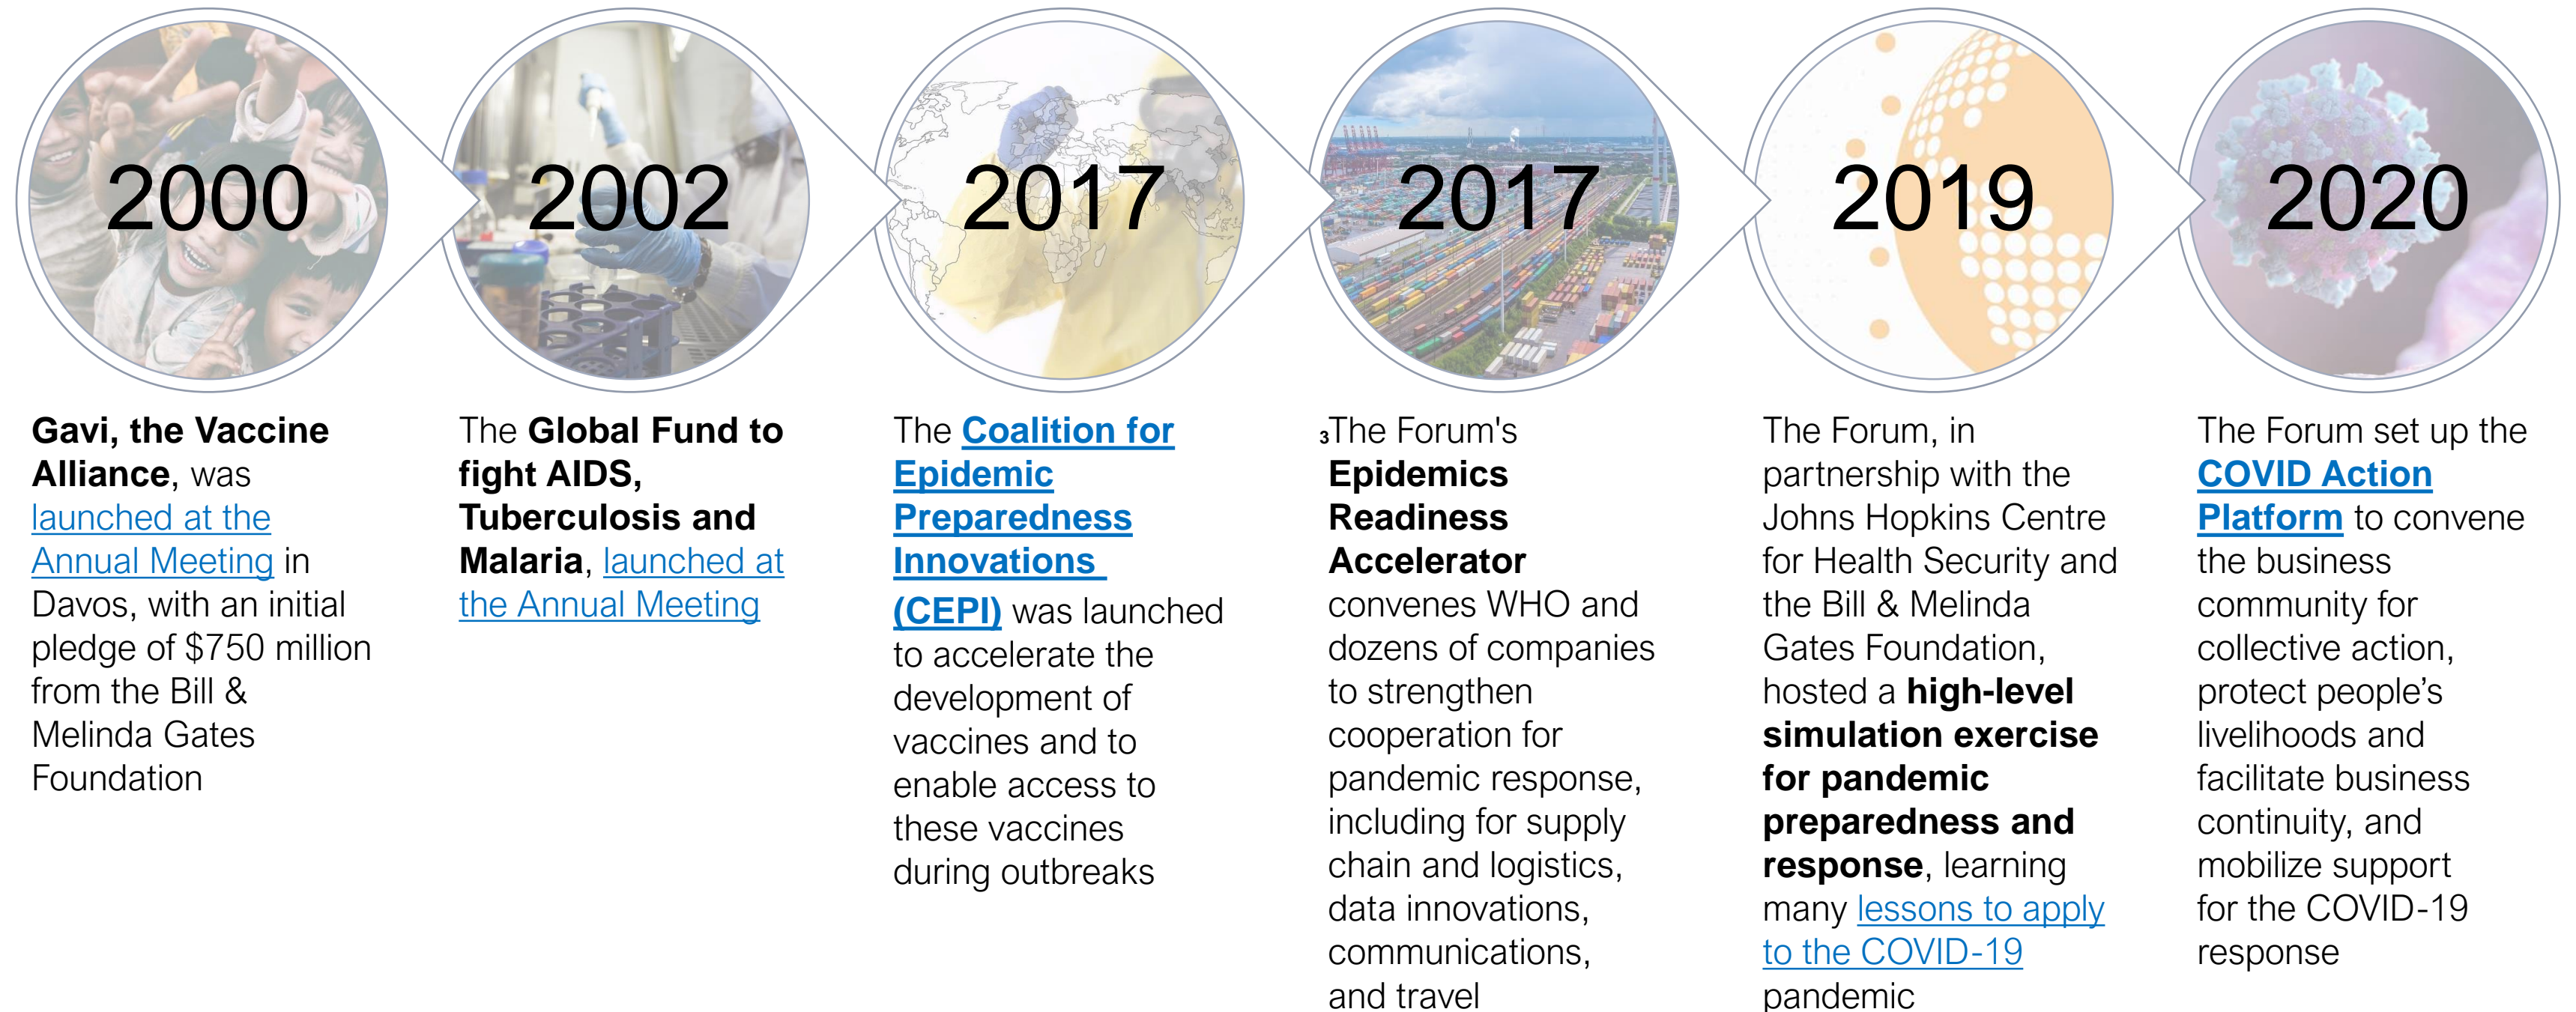 2000
Gavi, the Vaccine
Alliance, was
launched at the
Annual Meeting in
Davos, with an initial
pledge of $750 million
from the Bill &
Melinda Gates
Foundation
2002
The Global Fund to
fight AIDS,
Tuberculosis and
Malaria, launched at
the Annual Meeting
2017
The Coalition for
Epidemic
Preparedness
Innovations
(CEPI) was launched
to accelerate the
development of
vaccines and to
enable access to
these vaccines
during outbreaks
2017
3The Forum's
Epidemics
Readiness
Accelerator
convenes WHO and
dozens of companies
to strengthen
cooperation for
pandemic response,
including for supply
chain and logistics,
data innovations,
communications,
and travel
2019
The Forum, in
partnership with the
Johns Hopkins Centre
for Health Security and
the Bill & Melinda
Gates Foundation,
hosted a high-level
simulation exercise
for pandemic
preparedness and
response, learning
many lessons to apply
to the COVID-19
pandemic
2020
The Forum set up the
COVID Action
Platform to convene
the business
community for
collective action,
protect people’s
livelihoods and
facilitate business
continuity, and
mobilize support
for the COVID-19
response